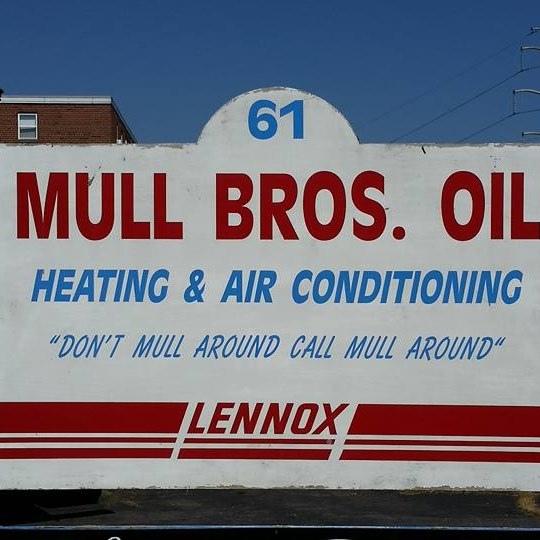 61
MULL BROS. OIL
HEATING & AIR CONDITIONING
"DON'T MULL AROUND CALL MULL AROUND"
LENNOX